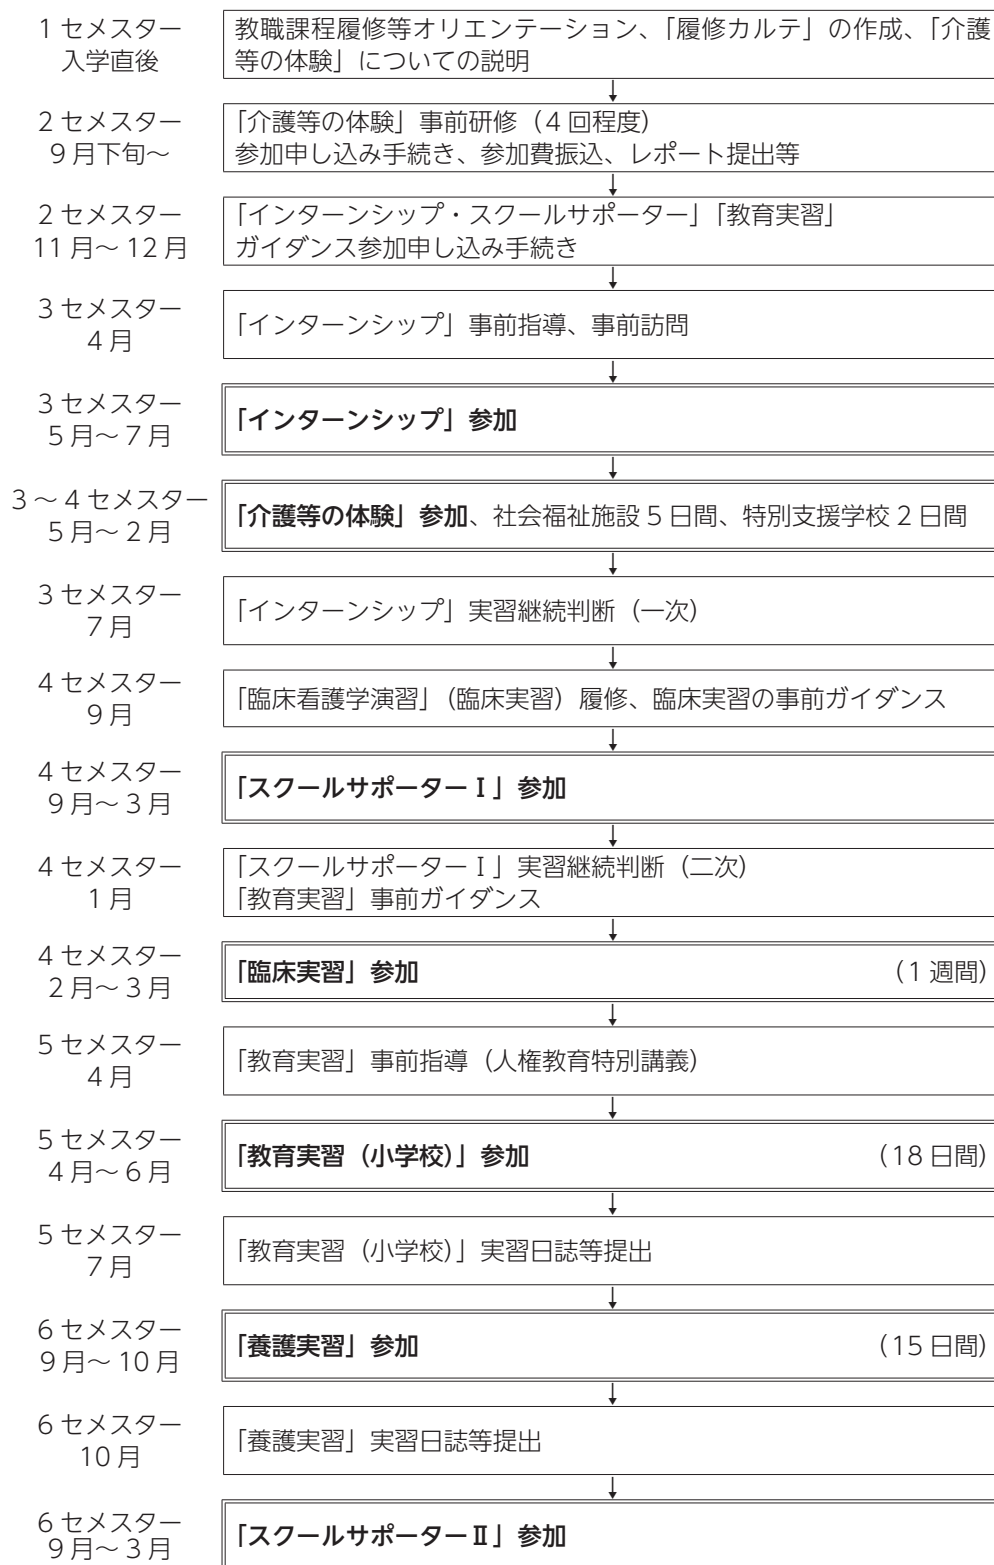 1セメスター
入学直後
教職課程履修等オリエンテーション、「履修カルテ」の作成、「介護
等の体験」についての説明
2セメスター
9月下旬～
「介護等の体験」事前研修（4回程度）
参加申し込み手続き、参加費振込、レポート提出等
2セメスター
11月～12月
「インターンシップ・スクールサポーター」「教育実習」
ガイダンス参加申し込み手続き
3セメスター
4月
「インターンシップ」事前指導、事前訪問
3セメスター
5月～7月
「インターンシップ」参加
3～4セメスター
5月～2月
「介護等の体験」参加、社会福祉施設5日間、特別支援学校2日間
3セメスター
7月
「インターンシップ」実習継続判断（一次）
4セメスター
9月
「臨床看護学演習」（臨床実習）履修、臨床実習の事前ガイダンス
4セメスター
9月～3月
「スクールサポーターⅠ」参加
4セメスター
1月
「スクールサポーターⅠ」実習継続判断（二次）
「教育実習」事前ガイダンス
4セメスター
2月～3月
「臨床実習」参加 （1週間）
5セメスター
4月
「教育実習」事前指導（人権教育特別講義）
5セメスター
4月～6月
「教育実習（小学校）」参加 （18日間）
5セメスター
7月
「教育実習（小学校）」実習日誌等提出
6セメスター
9月～10月
「養護実習」参加 （15日間）
6セメスター
10月
「養護実習」実習日誌等提出
6セメスター
9月～3月
「スクールサポーターⅡ」参加